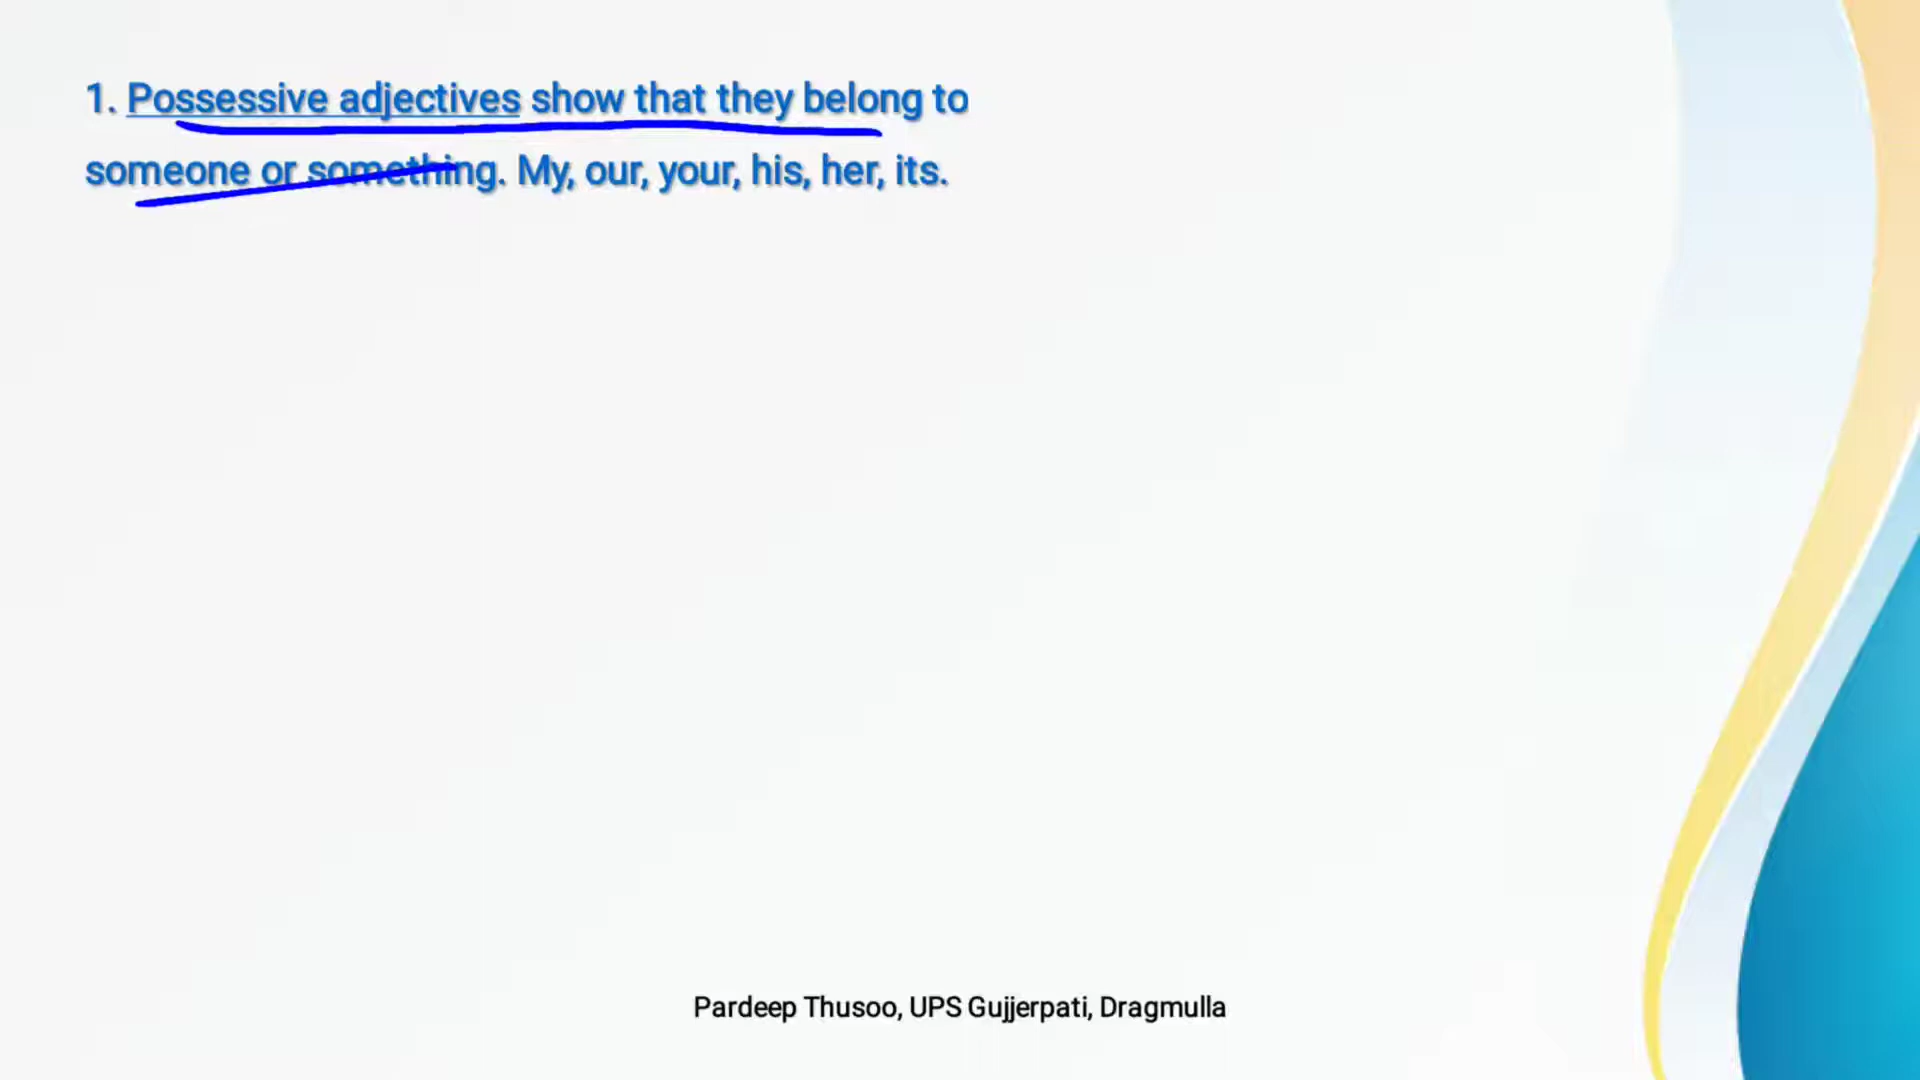 1. Possessive adjectives show that they belong to
someone or something. My, our, your, his, her, its.
Pardeep Thusoo, UPS Gujjerpati, Dragmulla